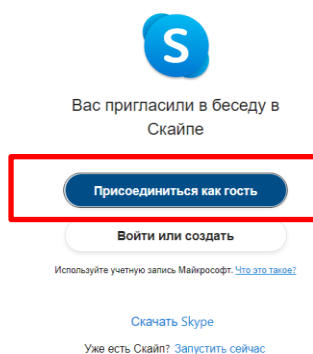 S
Вас пригласили в беседу в
Скайпе
Присоединиться как гость
Войти или создать
Используйте учетную запись Майкрософт. Что это такое?
Скачать Skype
Уже есть Скайп? Запустить сейчас